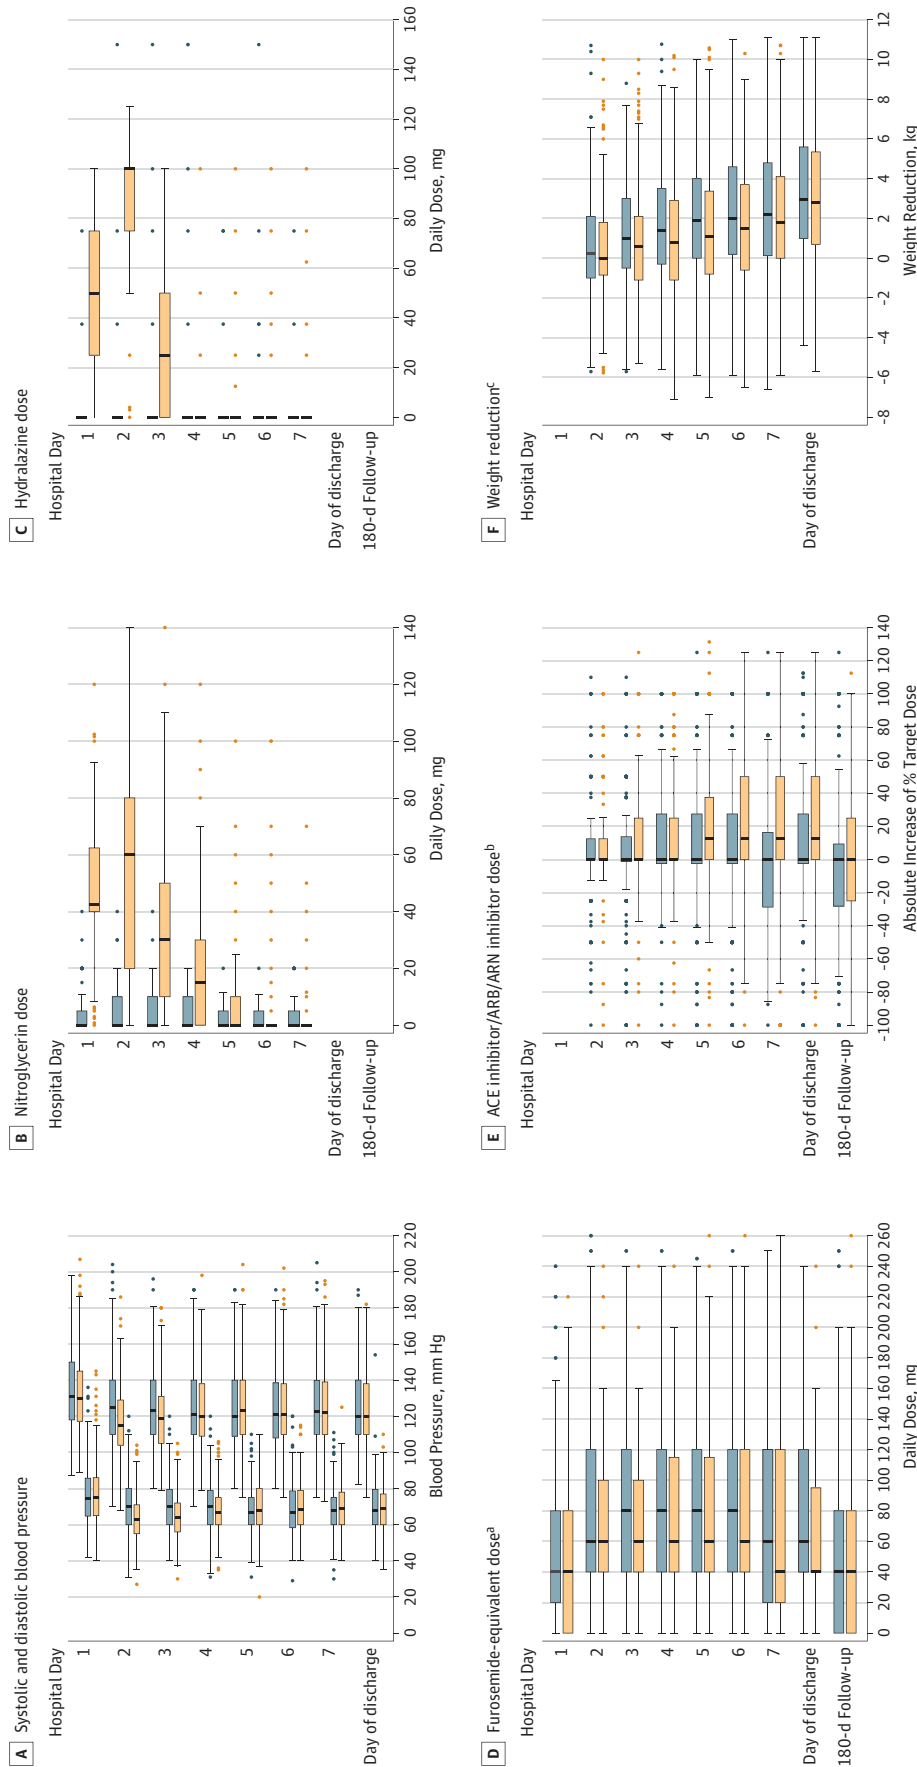 A Systolic and diastolic blood pressure
Hospital Day
1
2
3
4
5
6
7
Day of discharge
0 20 40 60 80 100 120 140 160 180 200 220
Blood Pressure, mm Hg
B Nitroglycerin dose
Hospital Day
1
2
3
4
5
6
7
Day of discharge
180-d Follow-up
0 20 40 60 80 100 120 140
Daily Dose, mg
C Hydralazine dose
Hospital Day
1
2
3
4
5
6
7
Day of discharge
180-d Follow-up
0 20 40 60 80 100 120 140 160
Daily Dose, mg
D Furosemide-equivalent doseᵃ
Hospital Day
1
2
3
4
5
6
7
Day of discharge
180-d Follow-up
0 20 40 60 80 100 120 140 160 180 200 220 240 260
Daily Dose, mg
E ACE inhibitor/ARB/ARN inhibitor doseᵇ
Hospital Day
1
2
3
4
5
6
7
Day of discharge
180-d Follow-up
-100 -80 -60 -40 -20 0 20 40 60 80 100 120 140
Absolute Increase of % Target Dose
F Weight reductionᶜ
Hospital Day
1
2
3
4
5
6
7
Day of discharge
-8 -6 -4 -2 0 2 4 6 8 10 12
Weight Reduction, kg